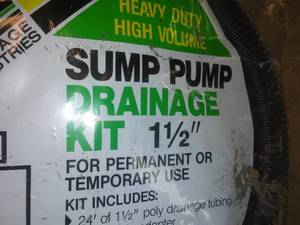 HEAVY DUTY
HIGH VOLUME
SUMP PUMP
DRAINAGE
KIT 1½"
FOR PERMANENT OR
TEMPORARY USE
KIT INCLUDES:
24' of 1½" poly drainage tubing